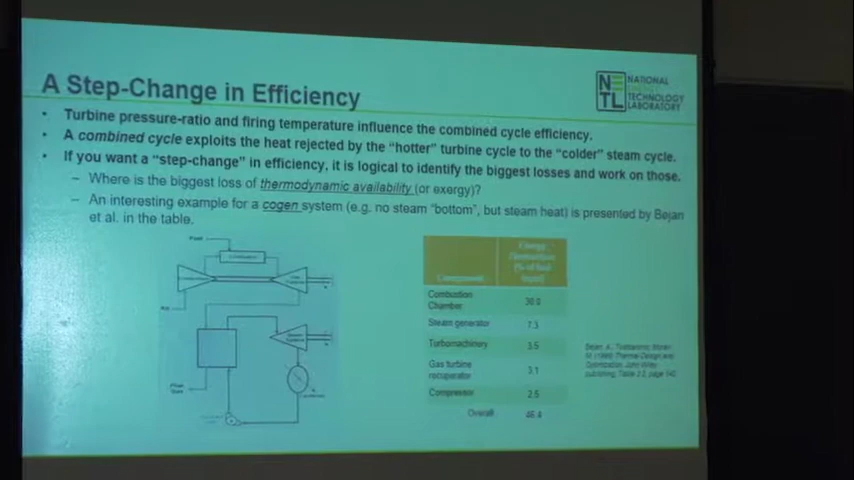 A Step-Change in Efficiency
NATIONAL
TECHNOLOGY
LABORATORY
NE
TL
• Turbine pressure-ratio and firing temperature influence the combined cycle efficiency.
• A combined cycle exploits the heat rejected by the “hotter” turbine cycle to the “colder” steam cycle.
• If you want a “step-change” in efficiency, it is logical to identify the biggest losses and work on those.
– Where is the biggest loss of thermodynamic availability (or exergy)?
– An interesting example for a cogen system (e.g. no steam “bottom”, but steam heat) is presented by Bejan
et al. in the table.
Fuel
Air
Component
Combustion
Chamber
30.0
Steam generator 7.3
Turbomachinery 3.5
Gas turbine
recuperator
3.1
Compressor 2.5
Overall 46.4